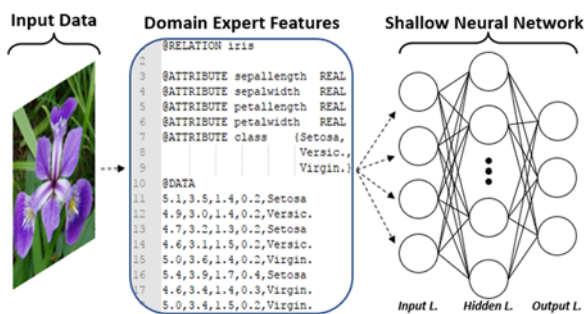 Input Data
Domain Expert Features
Shallow Neural Network
@RELATION iris
2
3 @ATTRIBUTE sepallength REAL
4 @ATTRIBUTE sepalwidth REAL
5 @ATTRIBUTE petallength REAL
6 @ATTRIBUTE petalwidth REAL
7 @ATTRIBUTE class {Setosa,
8 Versic.,
9 Virgin.}
10 @DATA
11 5.1,3.5,1.4,0.2,Setosa
12 4.9,3.0,1.4,0.2,Versic.
13 4.7,3.2,1.3,0.2,Setosa
14 4.6,3.1,1.5,0.2,Versic.
15 5.0,3.6,1.4,0.2,Virgin.
16 5.4,3.9,1.7,0.4,Setosa
17 4.6,3.4,1.4,0.3,Virgin.
5.0,3.4,1.5,0.2,Virgin.
Input L. Hidden L. Output L.